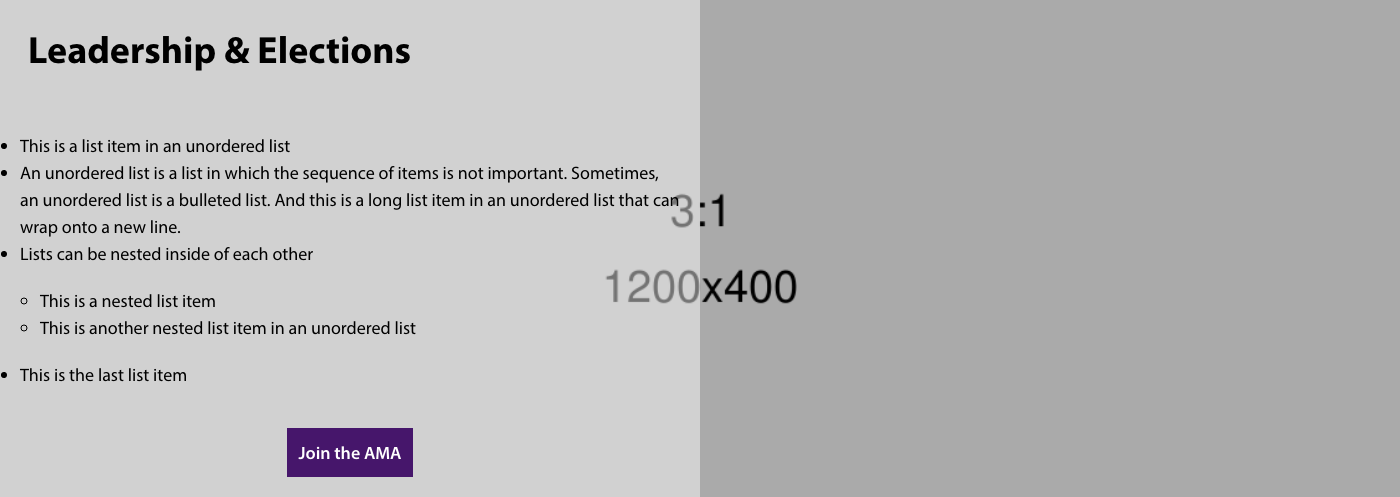 Leadership & Elections
This is a list item in an unordered list
An unordered list is a list in which the sequence of items is not important. Sometimes,
an unordered list is a bulleted list. And this is a long list item in an unordered list that can
wrap onto a new line.
Lists can be nested inside of each other
This is a nested list item
This is another nested list item in an unordered list
This is the last list item
Join the AMA
3:1
1200x400